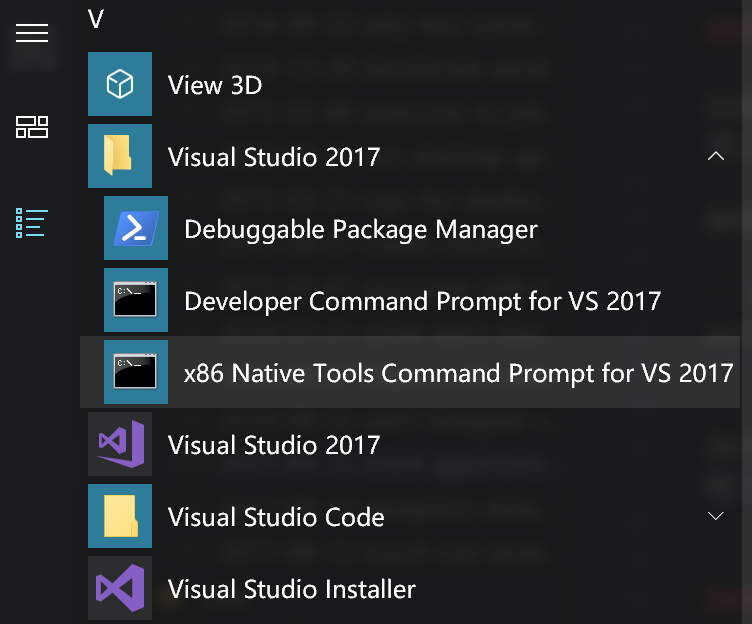 V
View 3D
Visual Studio 2017
Debuggable Package Manager
Developer Command Prompt for VS 2017
x86 Native Tools Command Prompt for VS 2017
Visual Studio 2017
Visual Studio Code
Visual Studio Installer